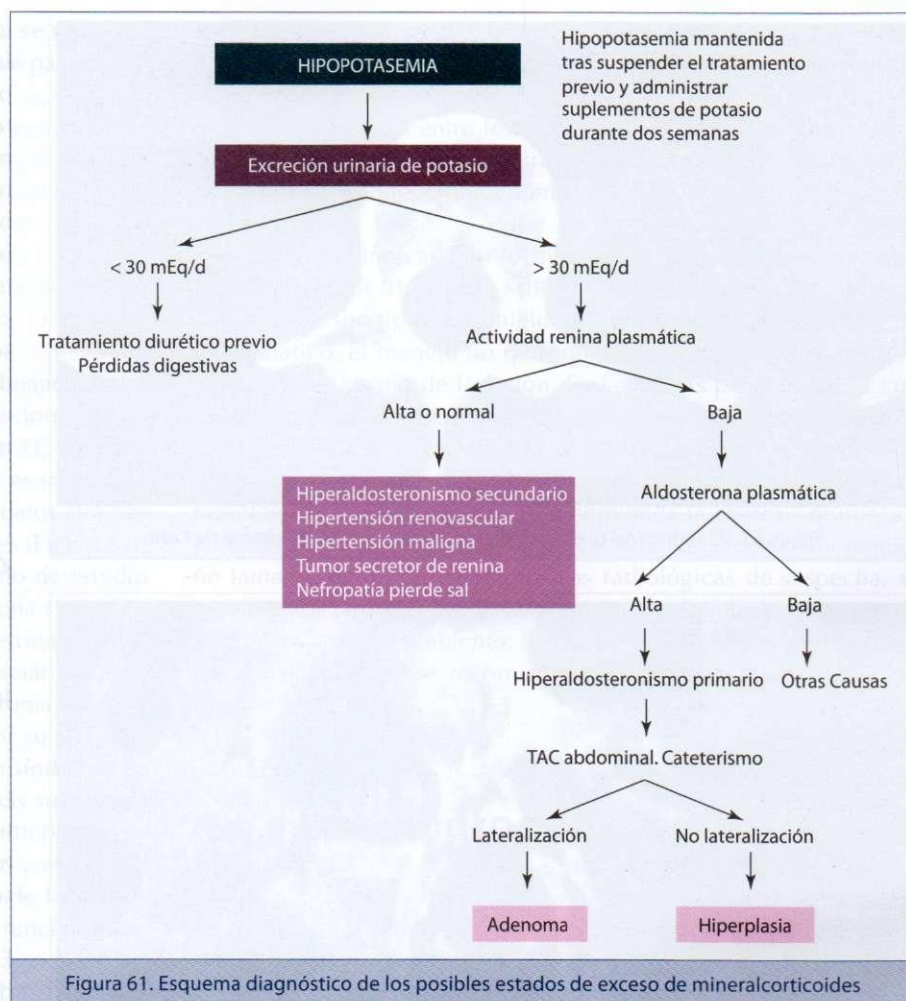 HIPOPOTASEMIA
Hipopotasemia mantenida
tras suspender el tratamiento
previo y administrar
suplementos de potasio
durante dos semanas
Excreción urinaria de potasio
< 30 mEq/d
> 30 mEq/d
Tratamiento diurético previo
Pérdidas digestivas
Actividad renina plasmática
Alta o normal
Baja
Hiperaldosteronismo secundario
Hipertensión renovascular
Hipertensión maligna
Tumor secretor de renina
Nefropatía pierde sal
Aldosterona plasmática
Alta
Baja
Hiperaldosteronismo primario
Otras Causas
TAC abdominal. Cateterismo
Lateralización
No lateralización
Adenoma
Hiperplasia
Figura 61. Esquema diagnóstico de los posibles estados de exceso de mineralcorticoides